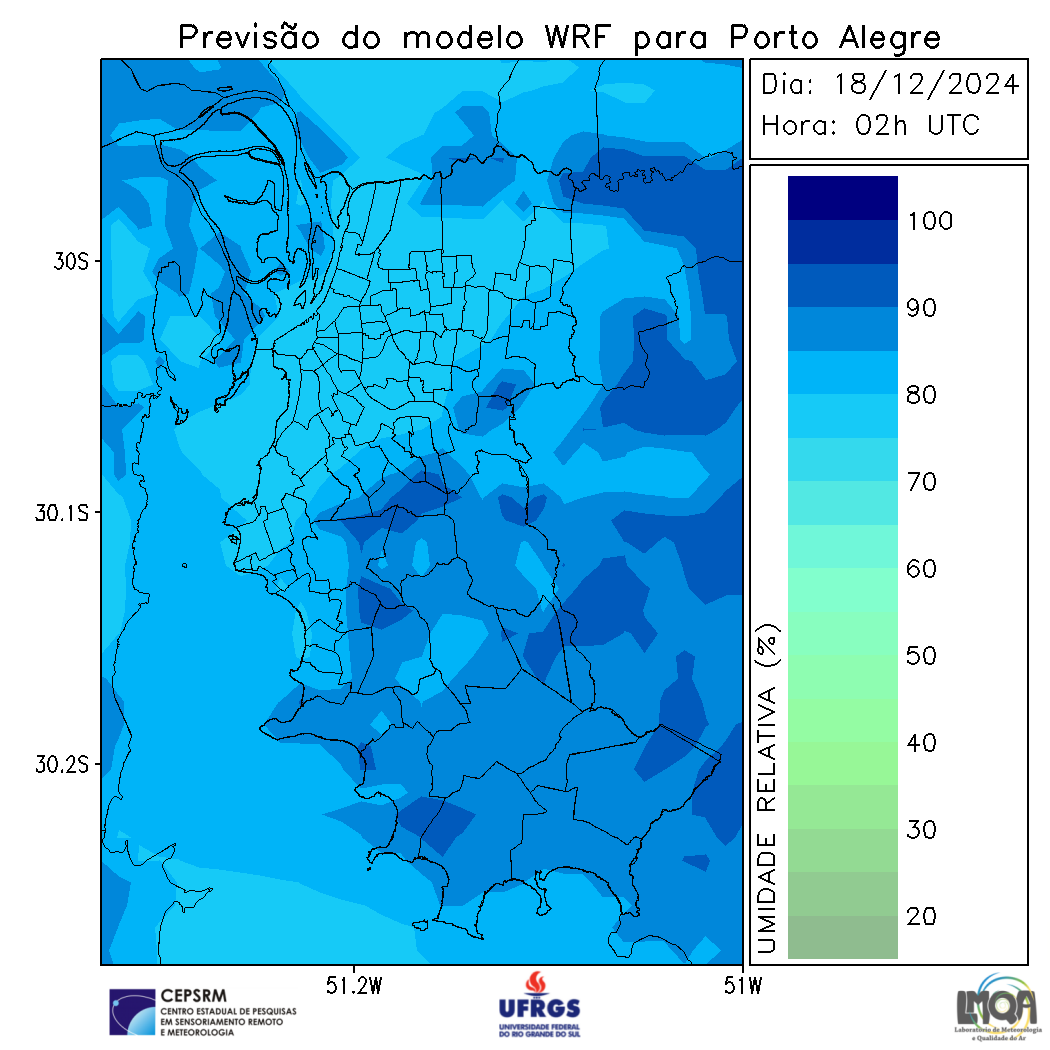 Previsão do modelo WRF para Porto Alegre
Dia: 18/12/2024
Hora: 02h UTC
30S
30.1S
30.2S
51.2W
51W
100
90
80
70
60
50
40
30
20
UMIDADE RELATIVA (%)
CEPSRM
CENTRO ESTADUAL DE PESQUISAS
EM SENSORIAMENTO REMOTO
E METEOROLOGIA
UFRGS
UNIVERSIDADE FEDERAL
DO RIO GRANDE DO SUL
LMQA
Laboratório de Meteorologia
e Qualidade do Ar